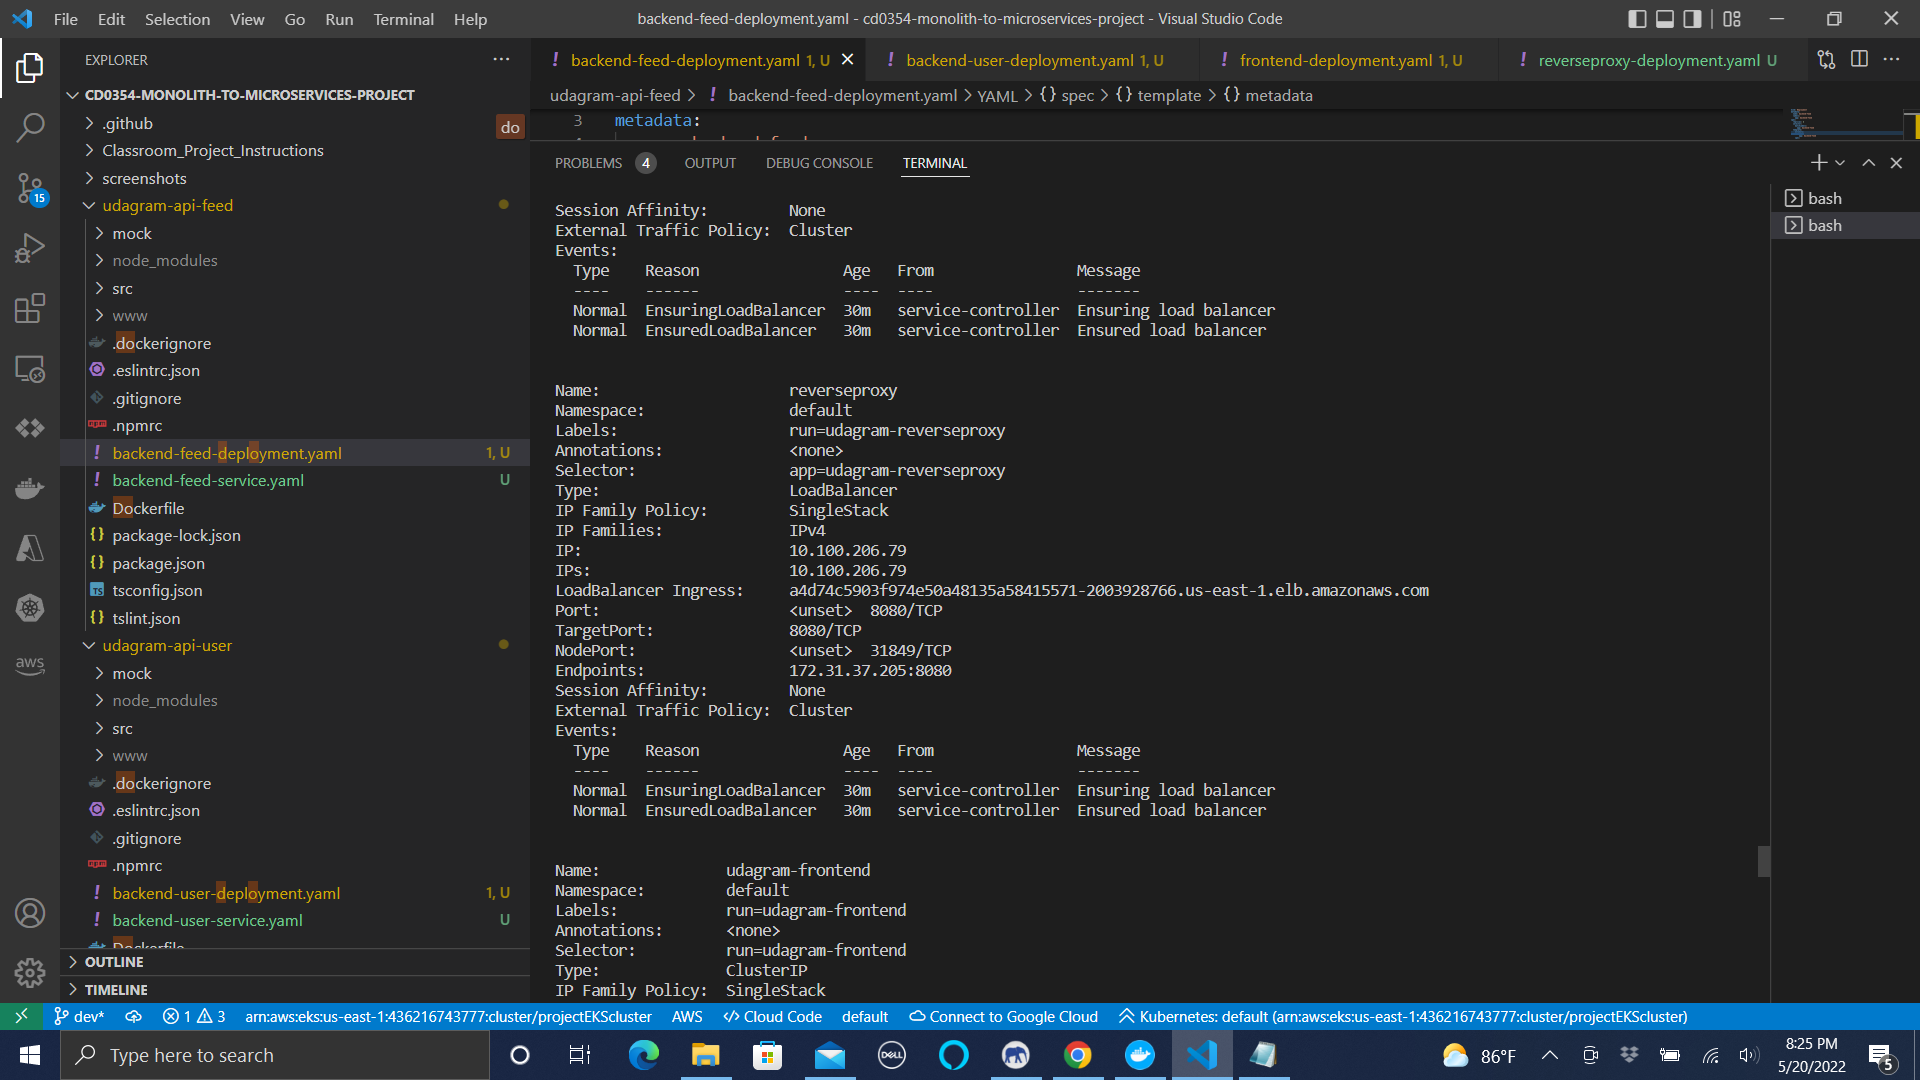 File Edit Selection View Go Run Terminal Help
backend-feed-deployment.yaml - cd0354-monolith-to-microservices-project - Visual Studio Code
EXPLORER
CD0354-MONOLITH-TO-MICROSERVICES-PROJECT
.github
do
Classroom_Project_Instructions
screenshots
udagram-api-feed
mock
node_modules
src
www
.dockerignore
.eslintrc.json
.gitignore
.npmrc
backend-feed-deployment.yaml 1, U
backend-feed-service.yaml U
Dockerfile
package-lock.json
package.json
tsconfig.json
tslint.json
udagram-api-user
mock
node_modules
src
www
.dockerignore
.eslintrc.json
.gitignore
.npmrc
backend-user-deployment.yaml 1, U
backend-user-service.yaml U
Dockerfile
OUTLINE
TIMELINE
15
aws
backend-feed-deployment.yaml 1, U
backend-user-deployment.yaml 1, U
frontend-deployment.yaml 1, U
reverseproxy-deployment.yaml U
udagram-api-feed > ! backend-feed-deployment.yaml > YAML > {} spec > {} template > {} metadata
3 metadata:
PROBLEMS 4 OUTPUT DEBUG CONSOLE TERMINAL
bash
bash
Session Affinity: None
External Traffic Policy: Cluster
Events:
Type Reason Age From Message
---- ------ ---- ---- -------
Normal EnsuringLoadBalancer 30m service-controller Ensuring load balancer
Normal EnsuredLoadBalancer 30m service-controller Ensured load balancer
Name: reverseproxy
Namespace: default
Labels: run=udagram-reverseproxy
Annotations: <none>
Selector: app=udagram-reverseproxy
Type: LoadBalancer
IP Family Policy: SingleStack
IP Families: IPv4
IP: 10.100.206.79
IPs: 10.100.206.79
LoadBalancer Ingress: a4d74c5903f974e50a48135a58415571-2003928766.us-east-1.elb.amazonaws.com
Port: <unset> 8080/TCP
TargetPort: 8080/TCP
NodePort: <unset> 31849/TCP
Endpoints: 172.31.37.205:8080
Session Affinity: None
External Traffic Policy: Cluster
Events:
Type Reason Age From Message
---- ------ ---- ---- -------
Normal EnsuringLoadBalancer 30m service-controller Ensuring load balancer
Normal EnsuredLoadBalancer 30m service-controller Ensured load balancer
Name: udagram-frontend
Namespace: default
Labels: run=udagram-frontend
Annotations: <none>
Selector: run=udagram-frontend
Type: ClusterIP
IP Family Policy: SingleStack
dev* 1 3 arn:aws:eks:us-east-1:436216743777:cluster/projectEKScluster AWS Cloud Code default Connect to Google Cloud Kubernetes: default (arn:aws:eks:us-east-1:436216743777:cluster/projectEKScluster)
Type here to search
DELL
86°F
8:25 PM
5/20/2022
5